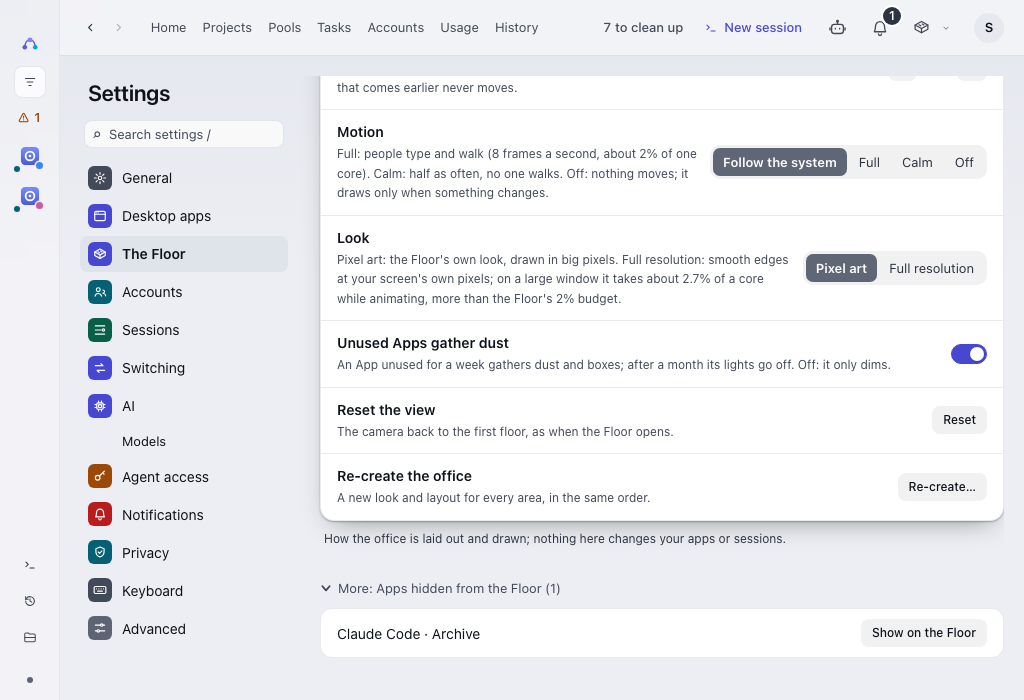 Home Projects Pools Tasks Accounts Usage History 7 to clean up New session 1 S
1
Settings
Search settings /
General
Desktop apps
The Floor
Accounts
Sessions
Switching
AI
Models
Agent access
Notifications
Privacy
Keyboard
Advanced
that comes earlier never moves.
Motion
Full: people type and walk (8 frames a second, about 2% of one
core). Calm: half as often, no one walks. Off: nothing moves; it
draws only when something changes.
Follow the system Full Calm Off
Look
Pixel art: the Floor's own look, drawn in big pixels. Full resolution: smooth edges
at your screen's own pixels; on a large window it takes about 2.7% of a core
while animating, more than the Floor's 2% budget.
Pixel art Full resolution
Unused Apps gather dust
An App unused for a week gathers dust and boxes; after a month its lights go off. Off: it only dims.
Reset the view
The camera back to the first floor, as when the Floor opens.
Reset
Re-create the office
A new look and layout for every area, in the same order.
Re-create...
How the office is laid out and drawn; nothing here changes your apps or sessions.
More: Apps hidden from the Floor (1)
Claude Code · Archive
Show on the Floor